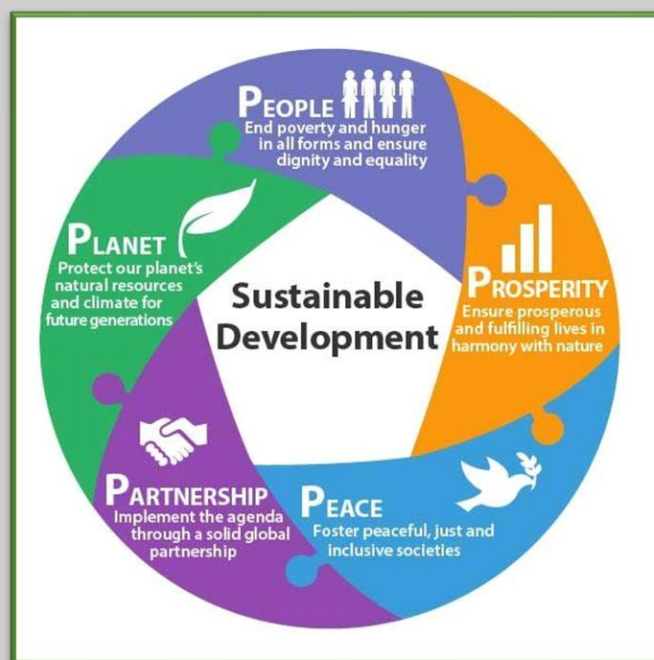 PEOPLE
End poverty and hunger
in all forms and ensure
dignity and equality
PROSPERITY
Ensure prosperous
and fulfilling lives in
harmony with nature
PEACE
Foster peaceful, just and
inclusive societies
PARTNERSHIP
Implement the agenda
through a solid global
partnership
PLANET
Protect our planet's
natural resources
and climate for
future generations
Sustainable
Development